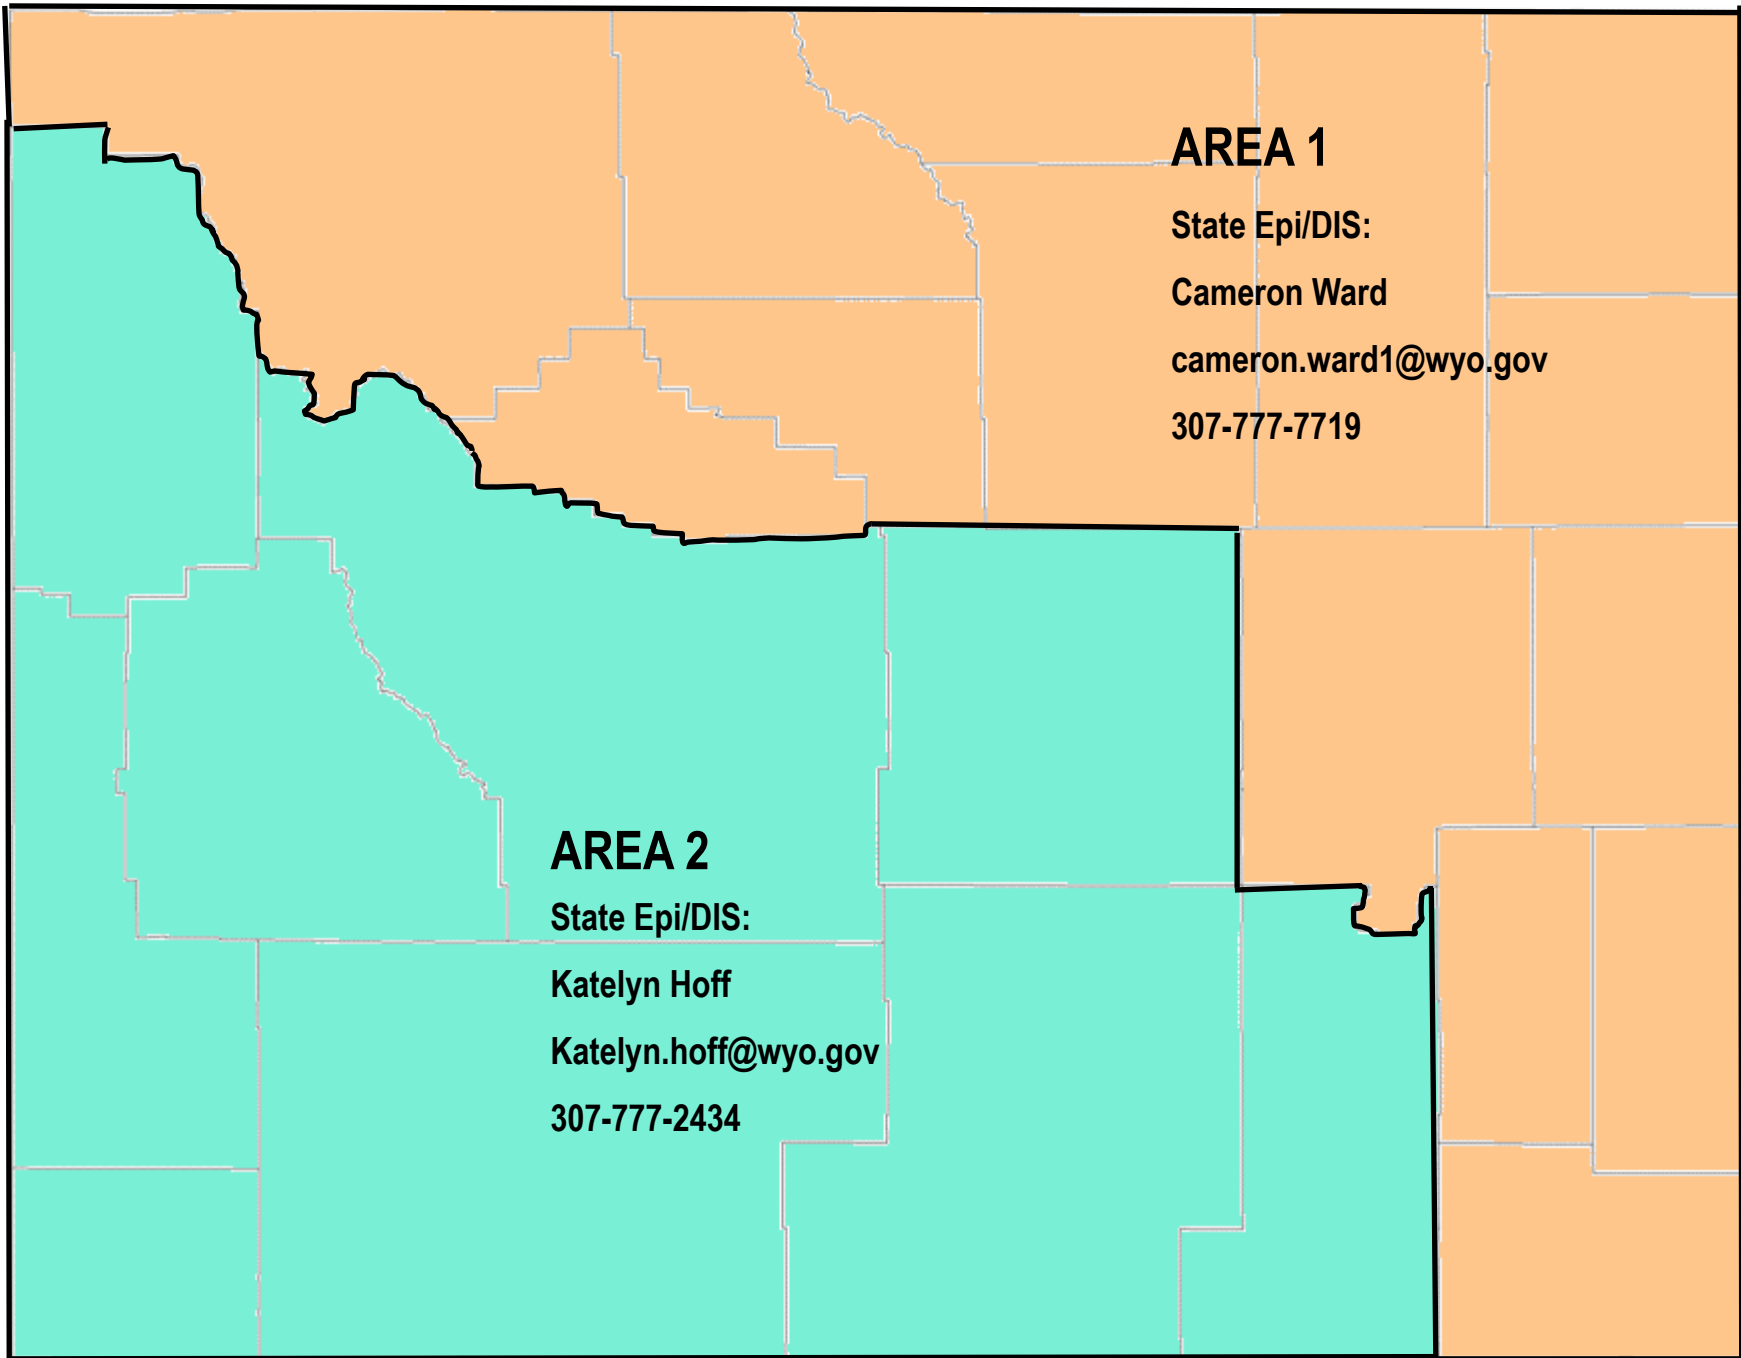 AREA 1
State Epi/DIS:
Cameron Ward
cameron.ward1@wyo.gov
307-777-7719
AREA 2
State Epi/DIS:
Katelyn Hoff
Katelyn.hoff@wyo.gov
307-777-2434